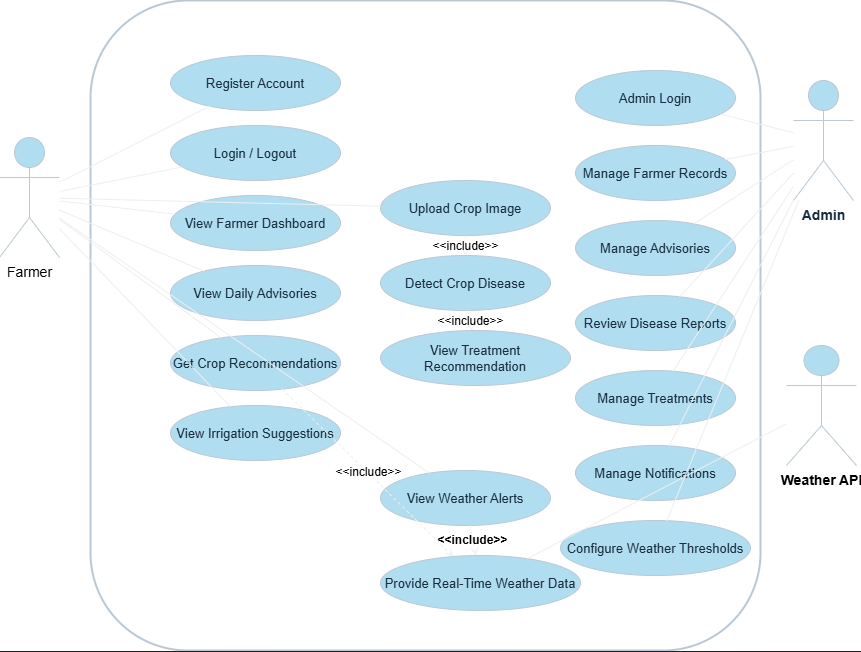 Register Account
Login / Logout
View Farmer Dashboard
View Daily Advisories
Get Crop Recommendations
View Irrigation Suggestions
Farmer
Upload Crop Image
<<include>>
Detect Crop Disease
<<include>>
View Treatment
Recommendation
<<include>>
View Weather Alerts
<<include>>
Provide Real-Time Weather Data
Admin Login
Manage Farmer Records
Manage Advisories
Review Disease Reports
Manage Treatments
Manage Notifications
Configure Weather Thresholds
Admin
Weather API